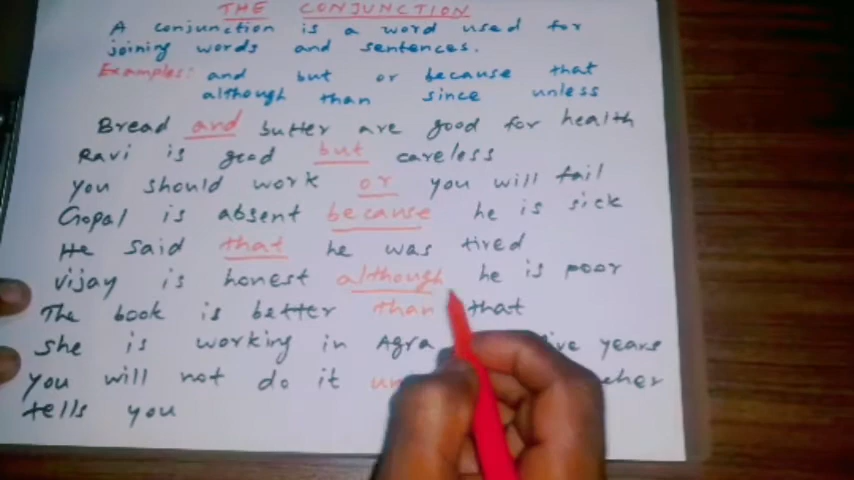 THE CONJUNCTION
A conjunction is a word used for
joining words and sentences.
Examples: and but or because that
although than since unless
Bread and butter are good for health
Ravi is good but careless
you should work or you will fail
Gopal is absent because he is sick
He said that he was tired
Vijay is honest although he is poor
The book is better than that
She is working in Agra years
you will not do it
tells you